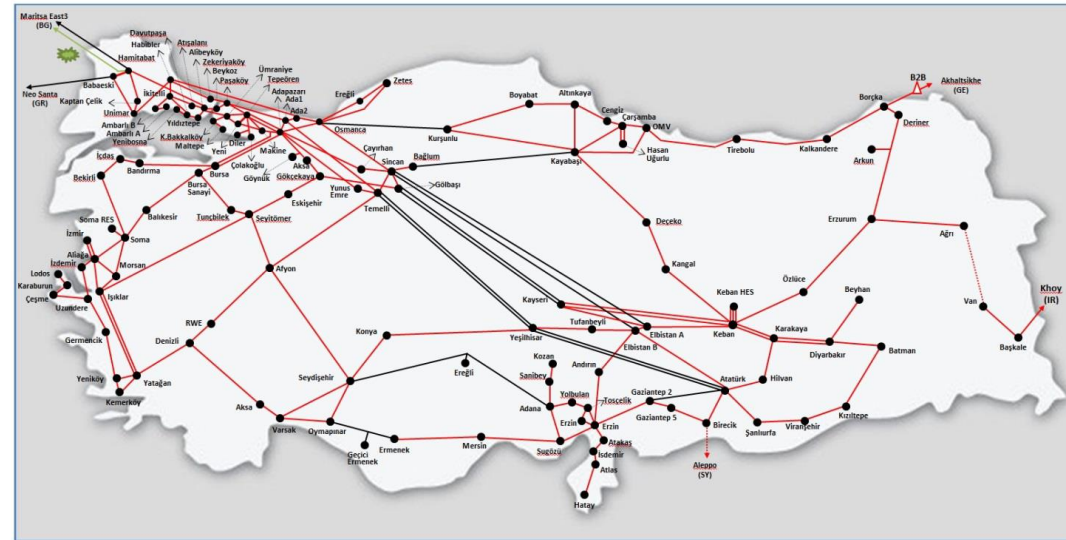 Maritsa East3
(BG)
Davutpaşa
Habibler
Hamitabat
Atışalanı
Alibeyköy
Zekeriyaköy
Beykoz
Paşaköy
Ümraniye
Tepeören
Adapazarı
Ada1
Ada2
Babaeski
İkitelli
Neo Santa
(GR)
Kaptan Çelik
Unimar
Ambarlı B
Ambarlı A
Yenibosna
Yıldıztepe
K.Bakkalköy
Maltepe
Yeni
Diler
Çolakoğlu
Makine
Göynük
Aksa
Gökçekaya
Ereğli
Zetes
Osmanca
Çayırhan
Sincan
Bağlum
Gölbaşı
Yunus
Emre
Temelli
Kurşunlu
Boyabat
Altınkaya
Cengiz
Çarşamba
OMV
Hasan
Uğurlu
Kayabaşı
Tirebolu
Kalkandere
Borçka
B2B
Akhaltsikhe
(GE)
Deriner
Arkun
İçdaş
Bandırma
Bekirli
Bursa
Bursa
Sanayi
Balıkesir
Tunçbilek
Seyitömer
Eskişehir
Soma RES
İzmir
Soma
Aliağa
İzdemir
Morsan
Lodos
Karaburun
Çeşme
Uzundere
Işıklar
Germencik
Yeniköy
Kemerköy
Yatağan
Denizli
RWE
Afyon
Deçeko
Kangal
Erzurum
Ağrı
Van
Başkale
Khoy
(IR)
Özlüce
Beyhan
Keban HES
Keban
Karakaya
Diyarbakır
Batman
Kayseri
Yeşilhisar
Tufanbeyli
Elbistan A
Elbistan B
Konya
Seydişehir
Ereğli
Kozan
Sanibey
Adana
Andırın
Yolbulan
Tosçelik
Erzin
Erzin
Gaziantep 2
Gaziantep 5
Atatürk
Hilvan
Birecik
Şanlıurfa
Viranşehir
Kızıltepe
Aleppo
(SY)
Aksa
Varsak
Oymapınar
Geçici
Ermenek
Ermenek
Mersin
Sugözü
Atakaş
İsdemir
Atlas
Hatay